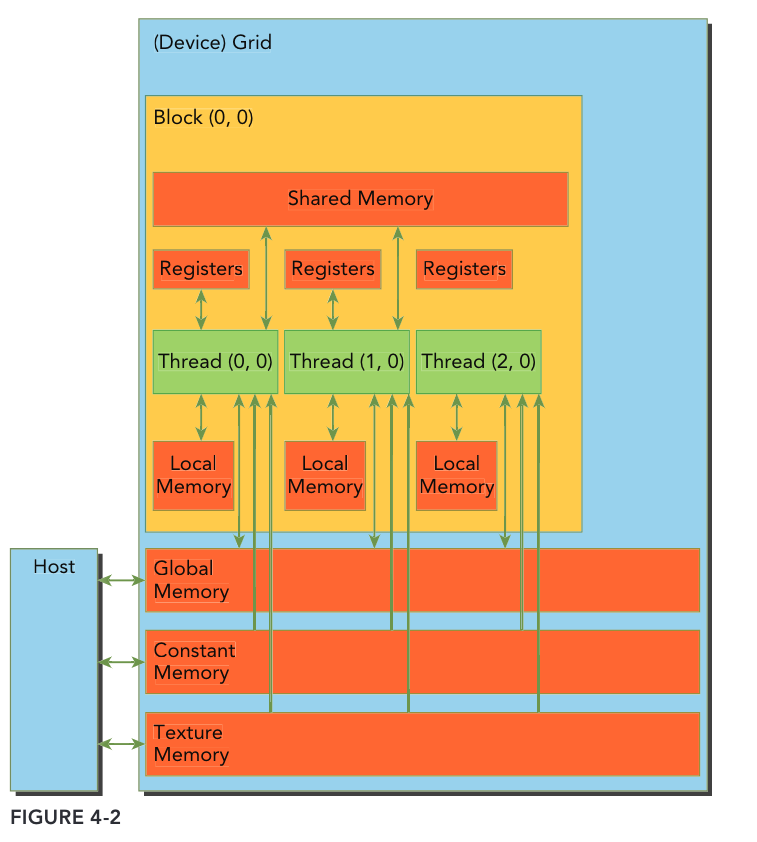 (Device) Grid
Block (0, 0)
Shared Memory
Registers
Registers
Registers
Thread (0, 0)
Thread (1, 0)
Thread (2, 0)
Local
Memory
Local
Memory
Local
Memory
Host
Global
Memory
Constant
Memory
Texture
Memory
FIGURE 4-2